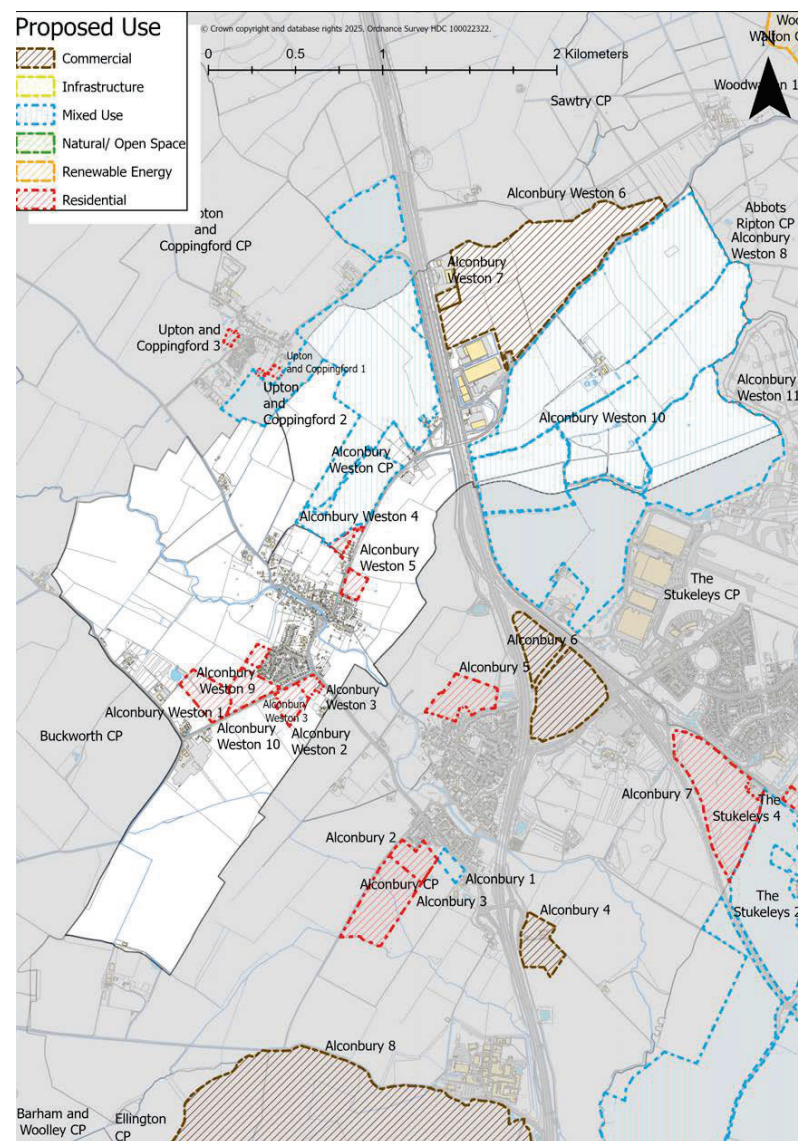 Proposed Use
Commercial
Infrastructure
Mixed Use
Natural/ Open Space
Renewable Energy
Residential
© Crown copyright and database rights 2025, Ordnance Survey HDC 100022322.
0 0.5 1 2 Kilometers
N
Sawtry CP
Alconbury Weston 6
Abbots
Ripton CP
Alconbury
Weston 8
and
Coppingford CP
Alconbury
Weston 7
Upton and
Coppingford 3
Upton
and Coppingford 1
Upton
and
Coppingford 2
Alconbury
Weston 11
Alconbury Weston 10
Alconbury
Weston CP
Alconbury Weston 4
Alconbury
Weston 5
The
Stukeleys CP
Alconbury 6
Alconbury 5
Alconbury
Weston 9
Alconbury
Weston 3
Alconbury
Weston 3
Alconbury Weston 1
Alconbury
Weston 10
Alconbury
Weston 2
Buckworth CP
Alconbury 7
The
Stukeleys 4
Alconbury 2
Alconbury CP
Alconbury 1
Alconbury 3
Alconbury 4
The
Stukeleys 2
Alconbury 8
Barham and
Woolley CP
Ellington
CP